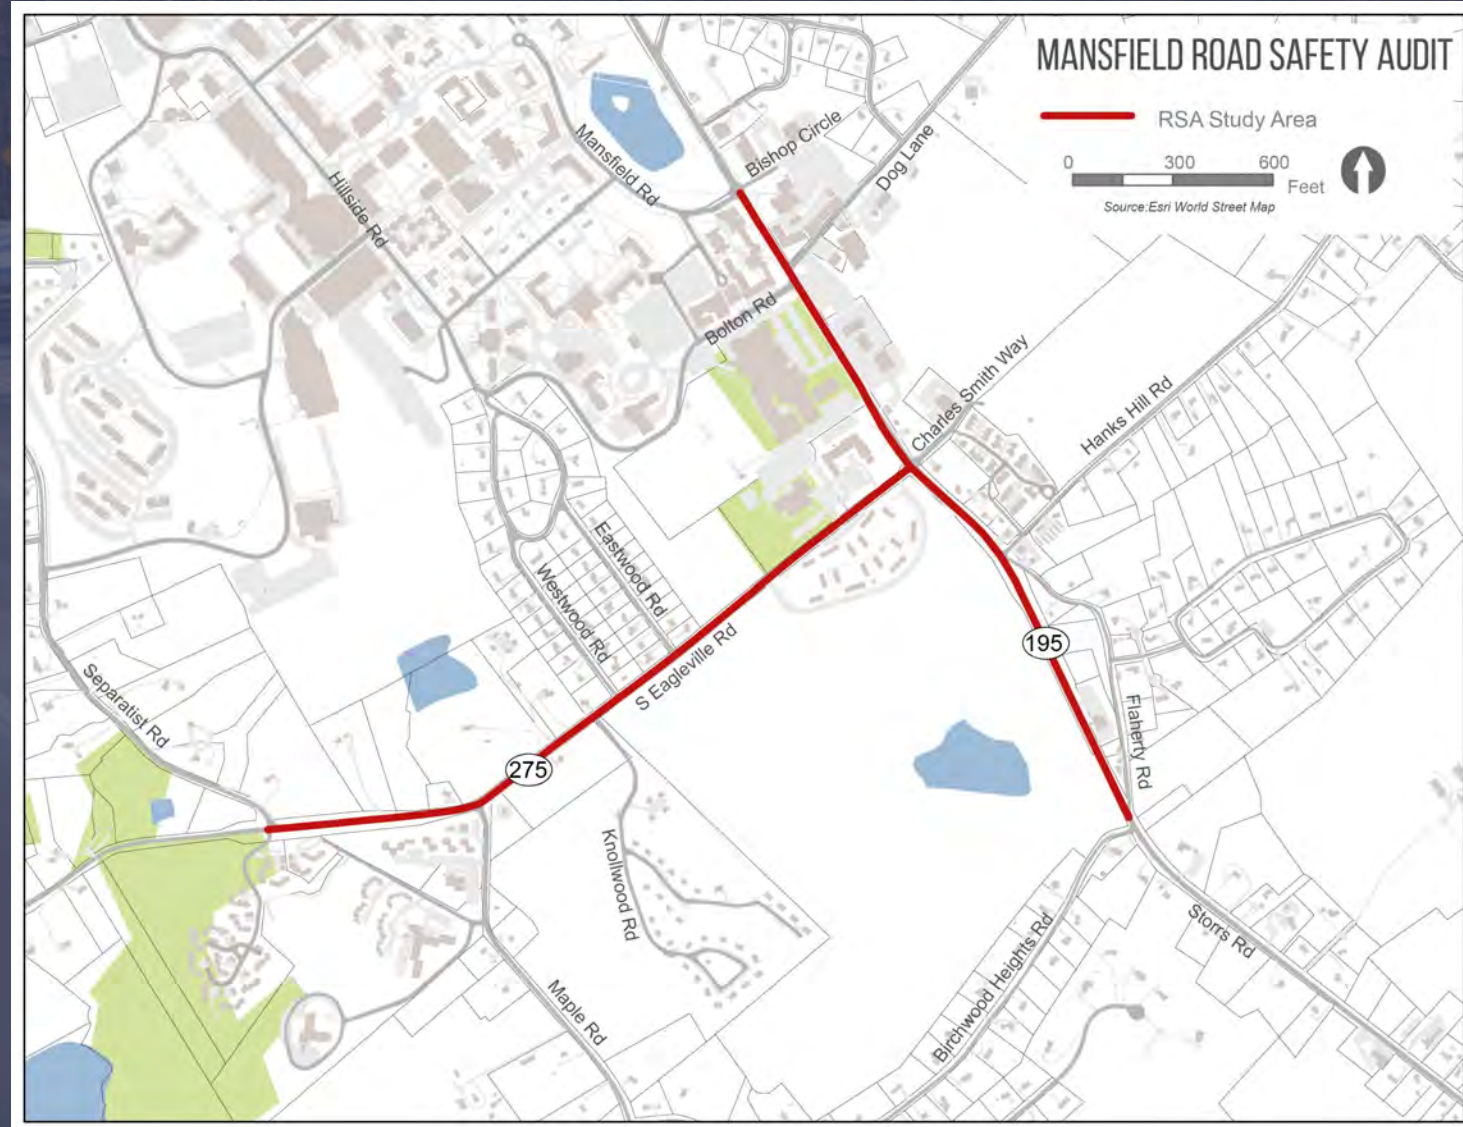 MANSFIELD ROAD SAFETY AUDIT
RSA Study Area
0 300 600
Feet
Source:Esri World Street Map
Bishop Circle
Mansfield Rd
Dog Lane
Hillside Rd
Bolton Rd
Charles Smith Way
Hanks Hill Rd
Eastwood Rd
Westwood Rd
S Eagleville Rd
195
Separatist Rd
Flaherty Rd
275
Knollwood Rd
Storrs Rd
Birchwood Heights Rd
Maple Rd